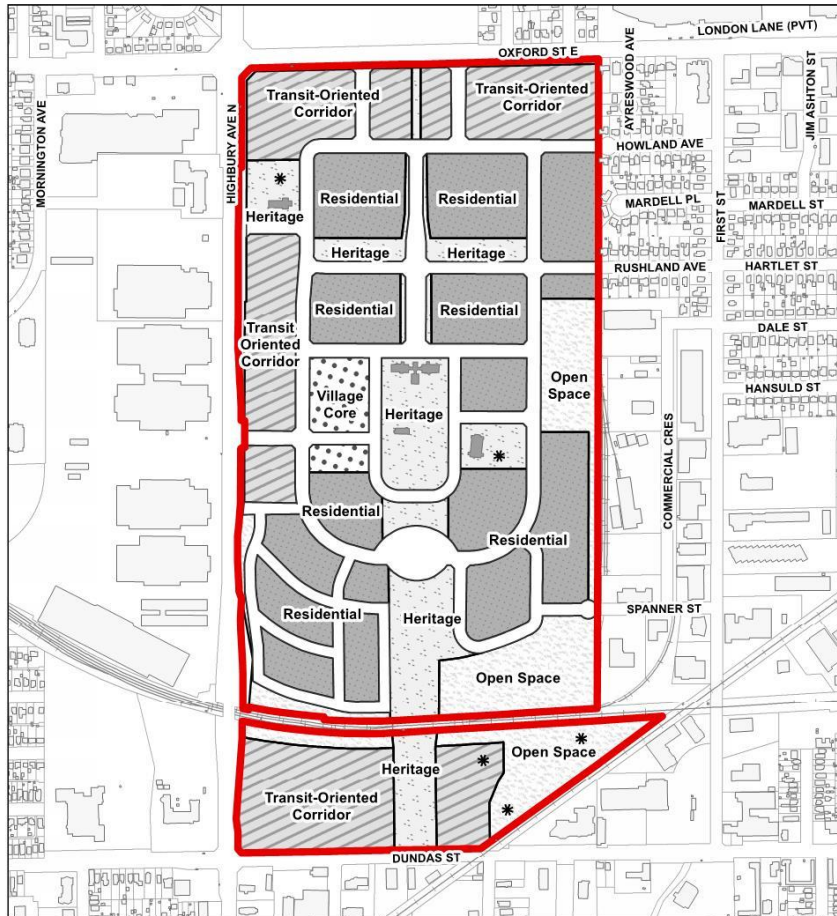 LONDON LANE (PVT)
OXFORD ST E
AYRESWOOD AVE
JIM ASHTON ST
MORNINGTON AVE
HIGHBURY AVE N
Transit-Oriented
Corridor
Transit-Oriented
Corridor
HOWLAND AVE
*
Residential
Residential
MARDELL PL
FIRST ST
MARDELL ST
Heritage
Heritage
Heritage
RUSHLAND AVE
HARTLET ST
Residential
Residential
Transit
Oriented
Corridor
DALE ST
Open
Space
HANSULD ST
Village
Core
Heritage
*
COMMERCIAL CRES
Residential
Residential
Residential
Heritage
SPANNER ST
Open Space
*
Open Space
*
Heritage
Transit-Oriented
Corridor
*
DUNDAS ST